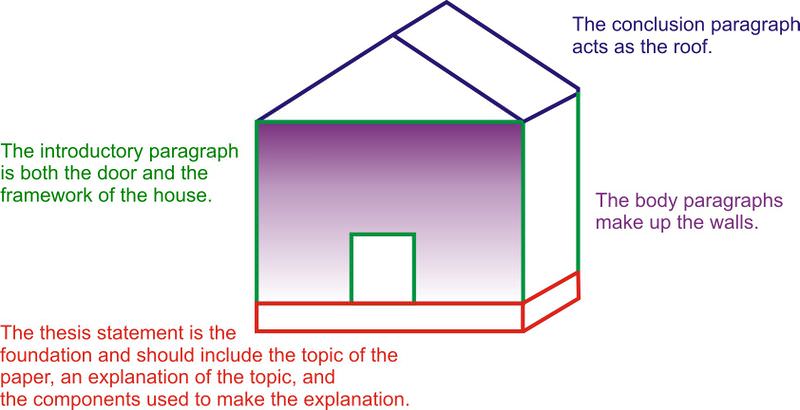 The conclusion paragraph
acts as the roof.
The introductory paragraph
is both the door and the
framework of the house.
The body paragraphs
make up the walls.
The thesis statement is the
foundation and should include the topic of the
paper, an explanation of the topic, and
the components used to make the explanation.